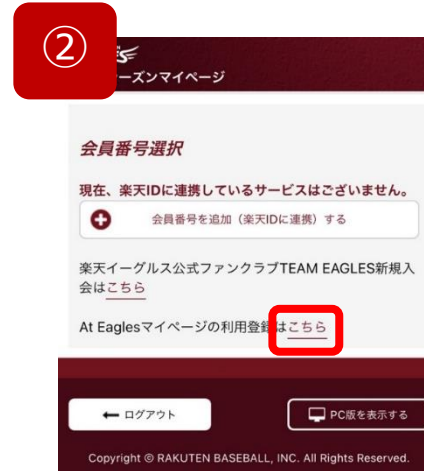 ②
ーズンマイページ
会員番号選択
現在、楽天IDに連携しているサービスはございません。
会員番号を追加（楽天IDに連携）する
楽天イーグルス公式ファンクラブTEAM EAGLES新規入
会はこちら
At Eaglesマイページの利用登録はこちら
ログアウト
PC版を表示する
Copyright © RAKUTEN BASEBALL, INC. All Rights Reserved.